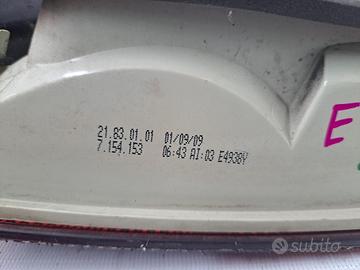 21.83.01.01 01/09/09
7.154.153 06:43 AI:03 E4938Y
E
subito